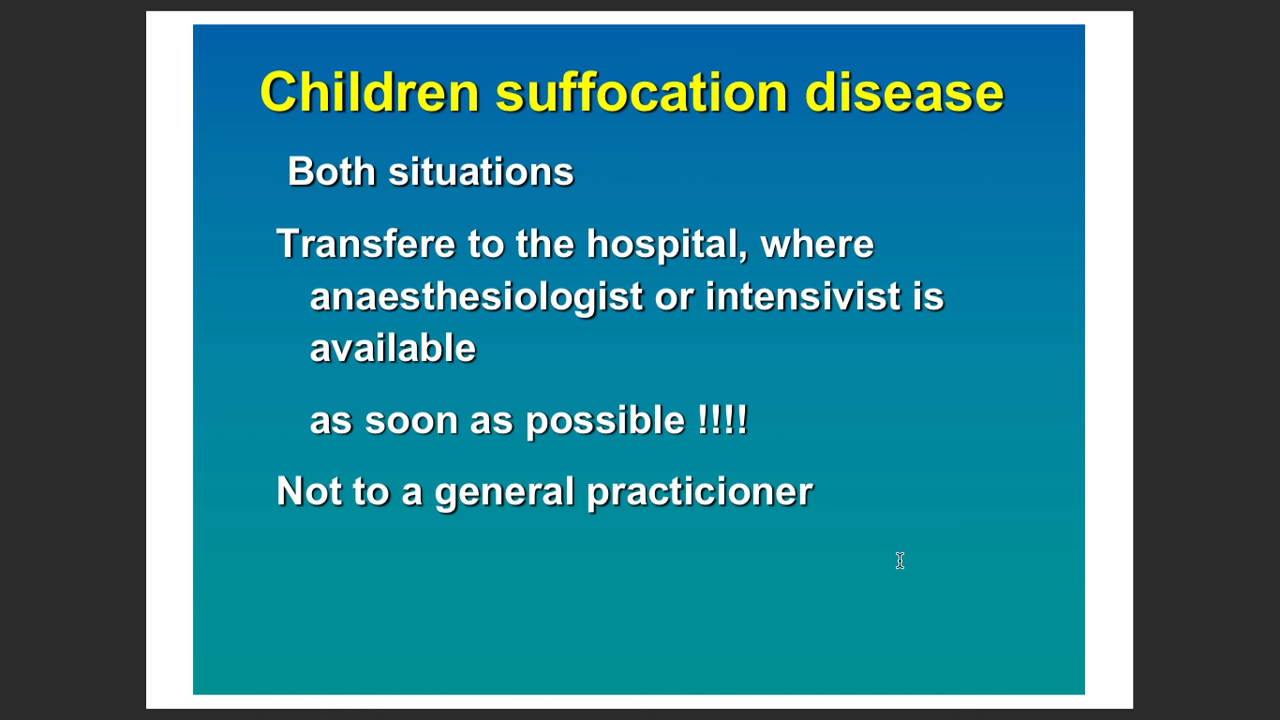 Children suffocation disease
Both situations
Transfere to the hospital, where
anaesthesiologist or intensivist is
available
as soon as possible !!!!
Not to a general practicioner